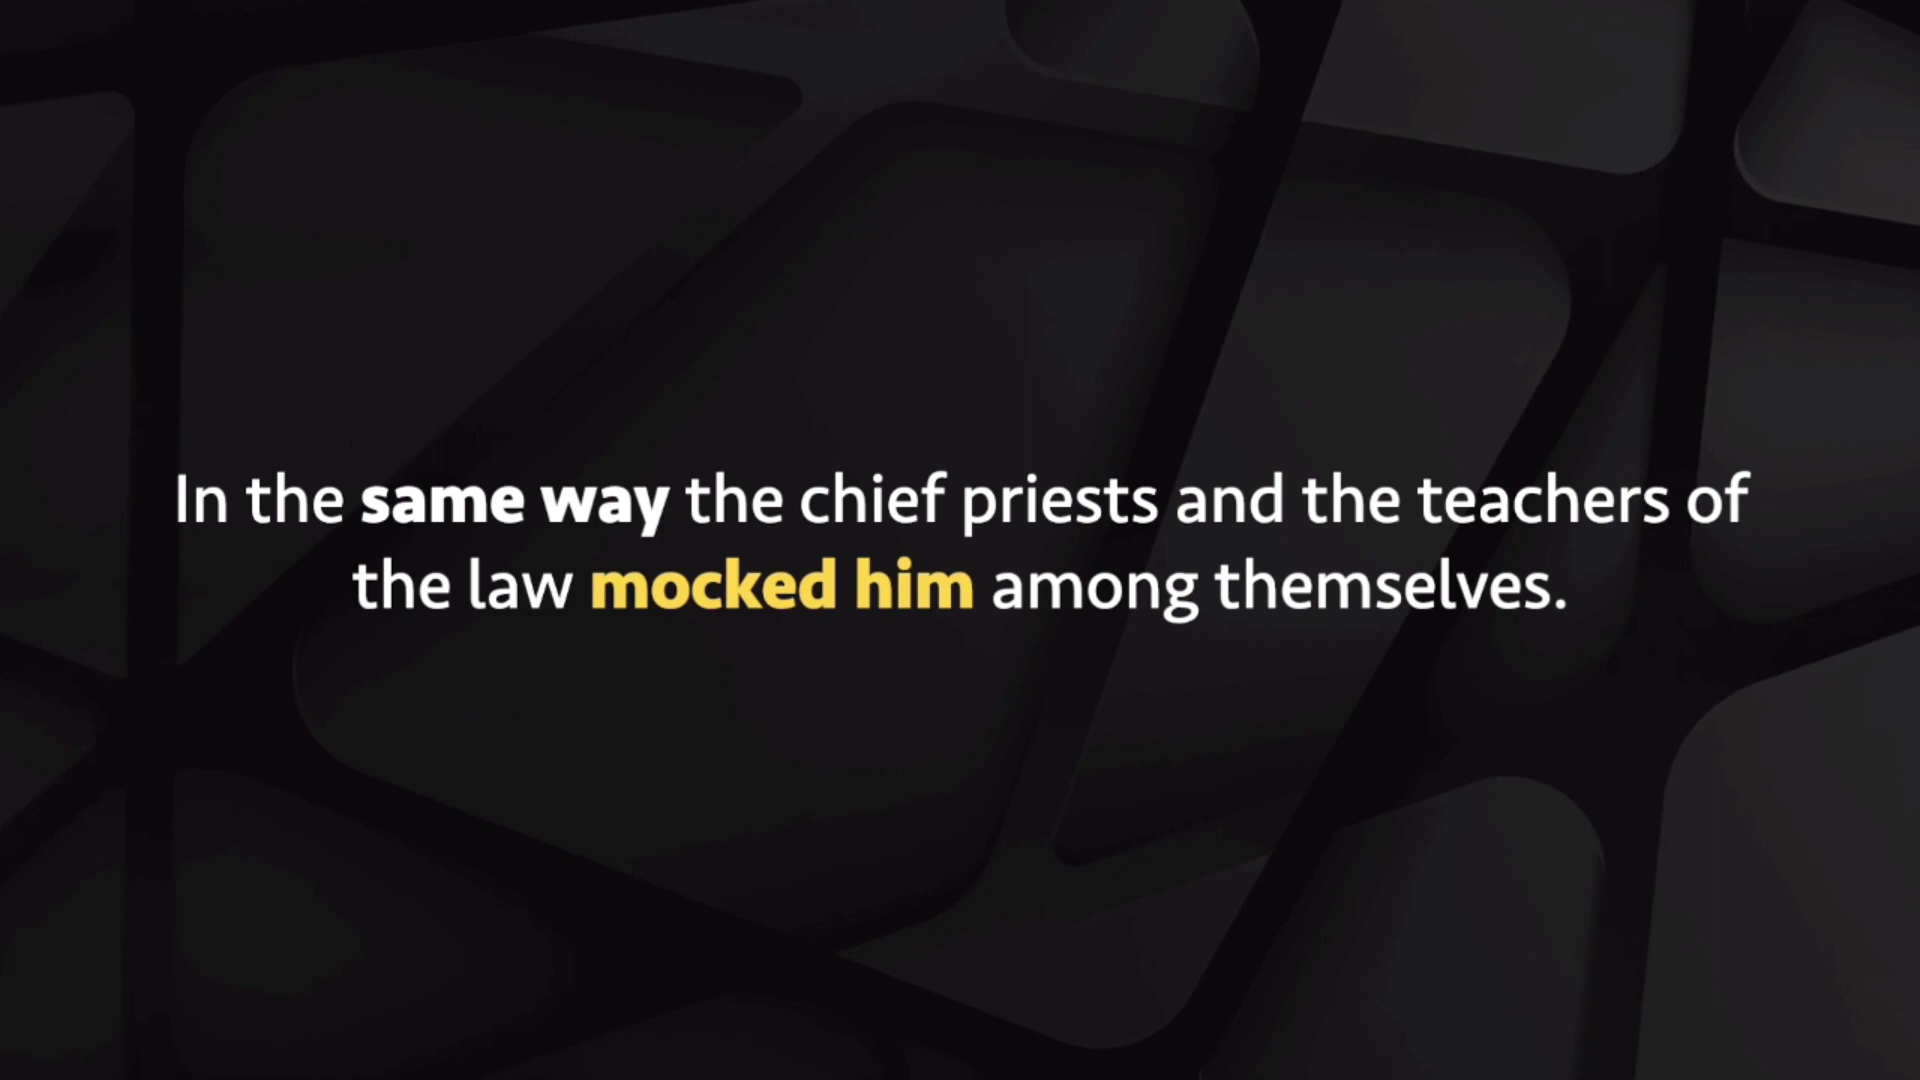 In the same way the chief priests and the teachers of
the law mocked him among themselves.